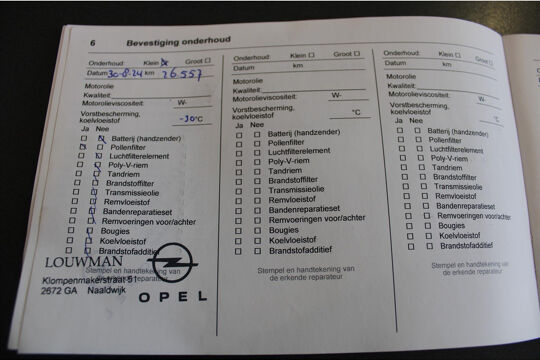 6 Bevestiging onderhoud
Onderhoud: Klein Groot
Datum 30-8-24 km 26.557
Motorolie
Kwaliteit:
Motorolieviscositeit: W-
Vorstbescherming,
koelvloeistof -30°C
Ja Nee
Batterij (handzender)
Pollenfilter
Luchtfilterelement
Poly-V-riem
Tandriem
Brandstoffilter
Transmissieolie
Remvloeistof
Bandenreparatieset
Remvoeringen voor/achter
Bougies
Koelvloeistof
Brandstofadditief
Stempel en handtekening van
de erkende reparateur
LOUWMAN
Klompenmakerstraat 51
2672 GA Naaldwijk
OPEL
Onderhoud: Klein Groot
Datum km
Motorolie
Kwaliteit:
Motorolieviscositeit: W-
Vorstbescherming,
koelvloeistof °C
Ja Nee
Batterij (handzender)
Pollenfilter
Luchtfilterelement
Poly-V-riem
Tandriem
Brandstoffilter
Transmissieolie
Remvloeistof
Bandenreparatieset
Remvoeringen voor/achter
Bougies
Koelvloeistof
Brandstofadditief
Stempel en handtekening van
de erkende reparateur
Onderhoud: Klein Groot
Datum km
Motorolie
Kwaliteit:
Motorolieviscositeit: W-
Vorstbescherming,
koelvloeistof °C
Ja Nee
Batterij (handzender)
Pollenfilter
Luchtfilterelement
Poly-V-riem
Tandriem
Brandstoffilter
Transmissieolie
Remvloeistof
Bandenreparatieset
Remvoeringen voor/achter
Bougies
Koelvloeistof
Brandstofadditief
Stempel en handtekening van
de erkende reparateur